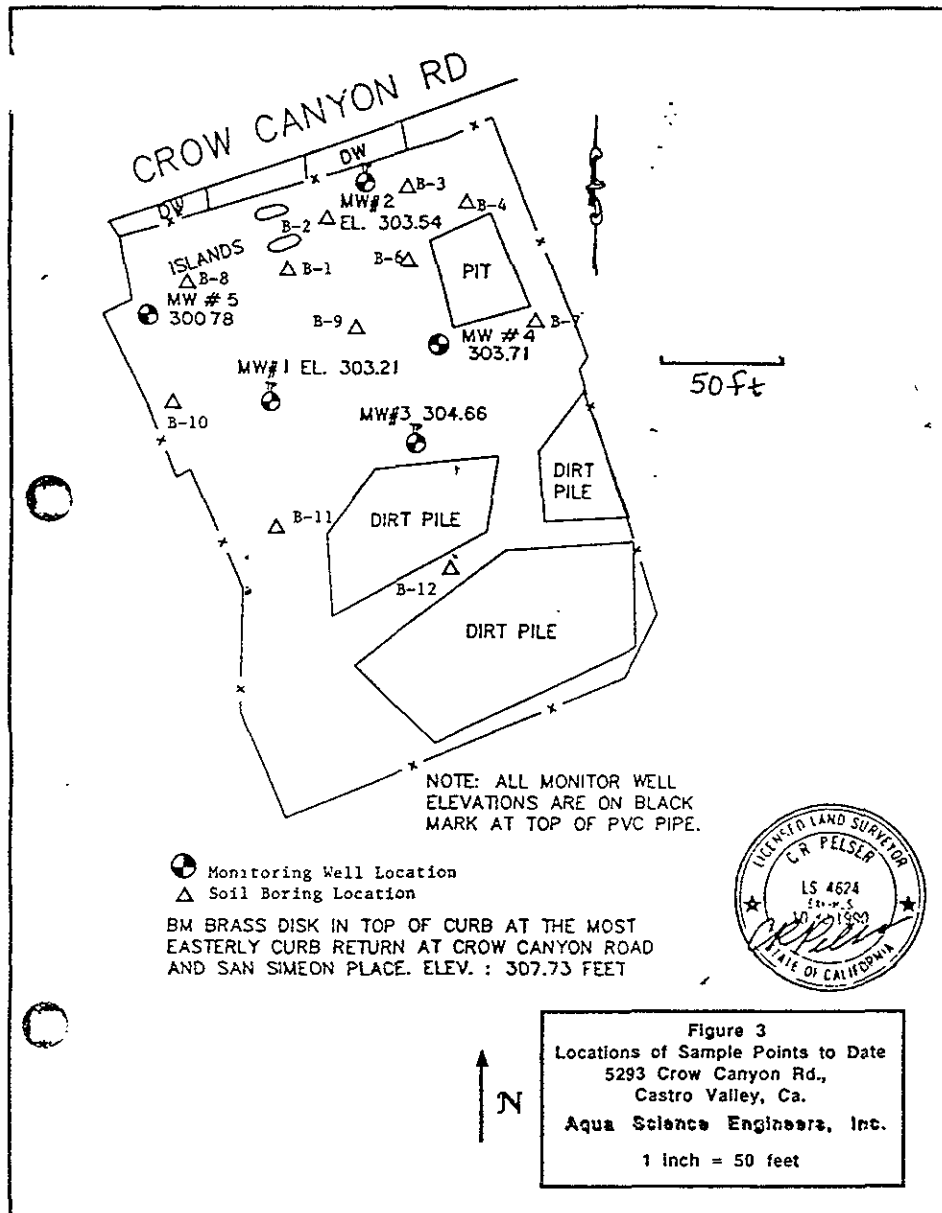 CROW CANYON RD
DW
DW
B-3
MW#2
EL. 303.54
B-4
B-2
ISLANDS
B-1
B-6
PIT
B-8
MW # 5
300.78
B-9
B-7
MW # 4
303.71
50ft
MW#1 EL. 303.21
B-10
MW#3 304.66
DIRT
PILE
B-11
DIRT PILE
B-12
DIRT PILE
NOTE: ALL MONITOR WELL
ELEVATIONS ARE ON BLACK
MARK AT TOP OF PVC PIPE.
Monitoring Well Location
Soil Boring Location
BM BRASS DISK IN TOP OF CURB AT THE MOST
EASTERLY CURB RETURN AT CROW CANYON ROAD
AND SAN SIMEON PLACE. ELEV. : 307.73 FEET
LICENSED LAND SURVEYOR
C R PELSER
LS 4624
STATE OF CALIFORNIA
N
Figure 3
Locations of Sample Points to Date
5293 Crow Canyon Rd.,
Castro Valley, Ca.
Aqua Science Engineers, Inc.
1 inch = 50 feet